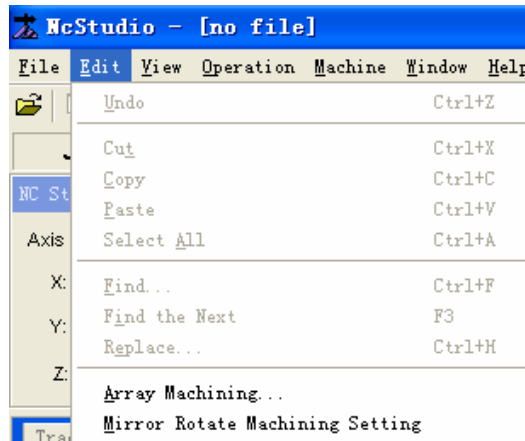 NcStudio - [no file]
File Edit View Operation Machine Window Help
Undo Ctrl+Z
Cut Ctrl+X
Copy Ctrl+C
NC St
Paste Ctrl+V
Axis
Select All Ctrl+A
X:
Find... Ctrl+F
Find the Next F3
Y:
Replace... Ctrl+H
Z:
Array Machining...
Mirror Rotate Machining Setting